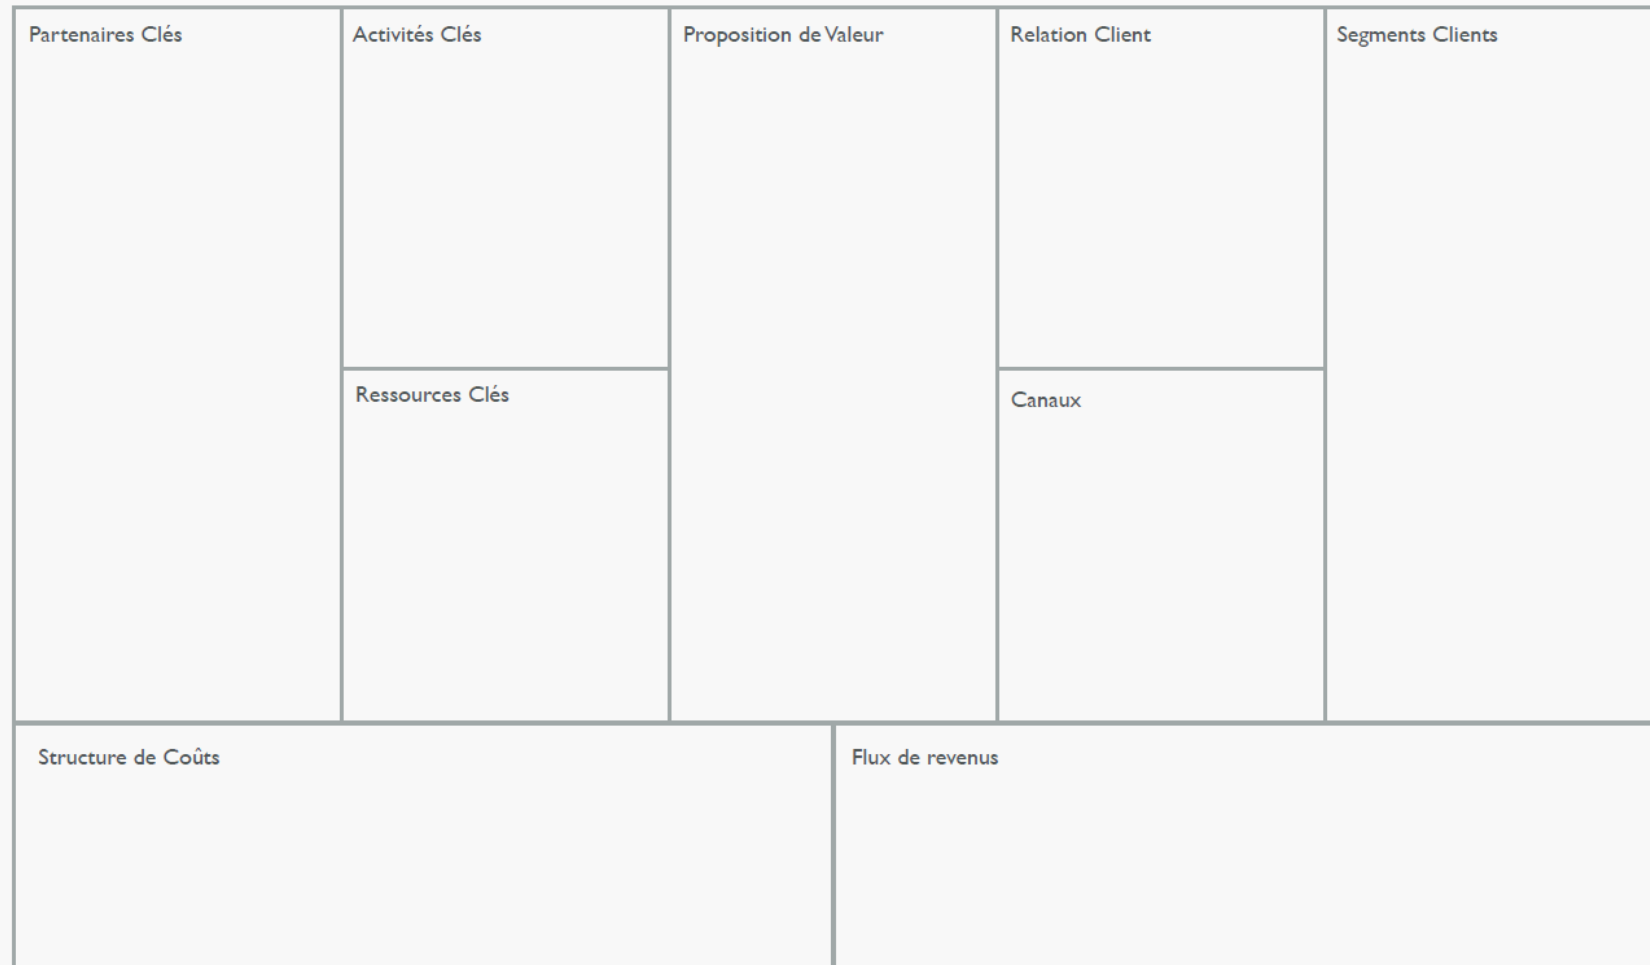 Partenaires Clés
Activités Clés
Proposition de Valeur
Relation Client
Segments Clients
Ressources Clés
Canaux
Structure de Coûts
Flux de revenus